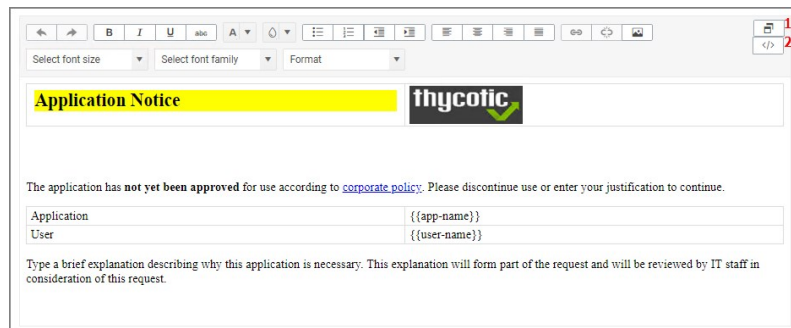 B I U abc A 1
</> 2
Select font size Select font family Format
Application Notice thycotic
The application has not yet been approved for use according to corporate policy. Please discontinue use or enter your justification to continue.
Application {{app-name}}
User {{user-name}}
Type a brief explanation describing why this application is necessary. This explanation will form part of the request and will be reviewed by IT staff in
consideration of this request.